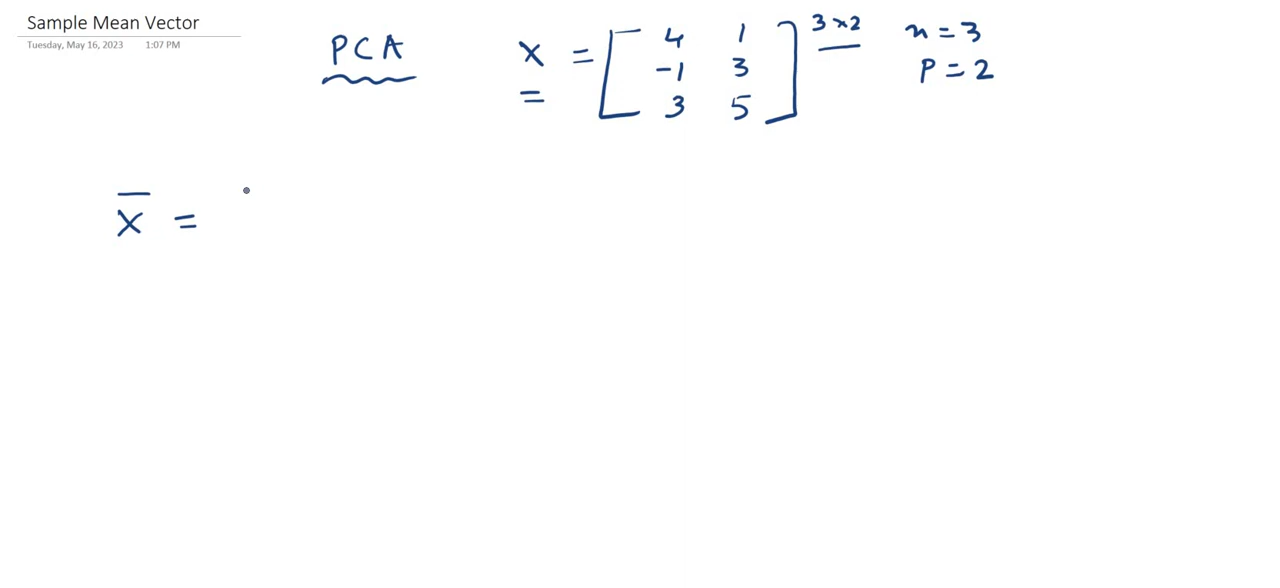 Sample Mean Vector
Tuesday, May 16, 2023 1:07 PM
PCA
X = [ 4 1
-1 3
3 5 ] 3×2
n = 3
P = 2
X̅ =